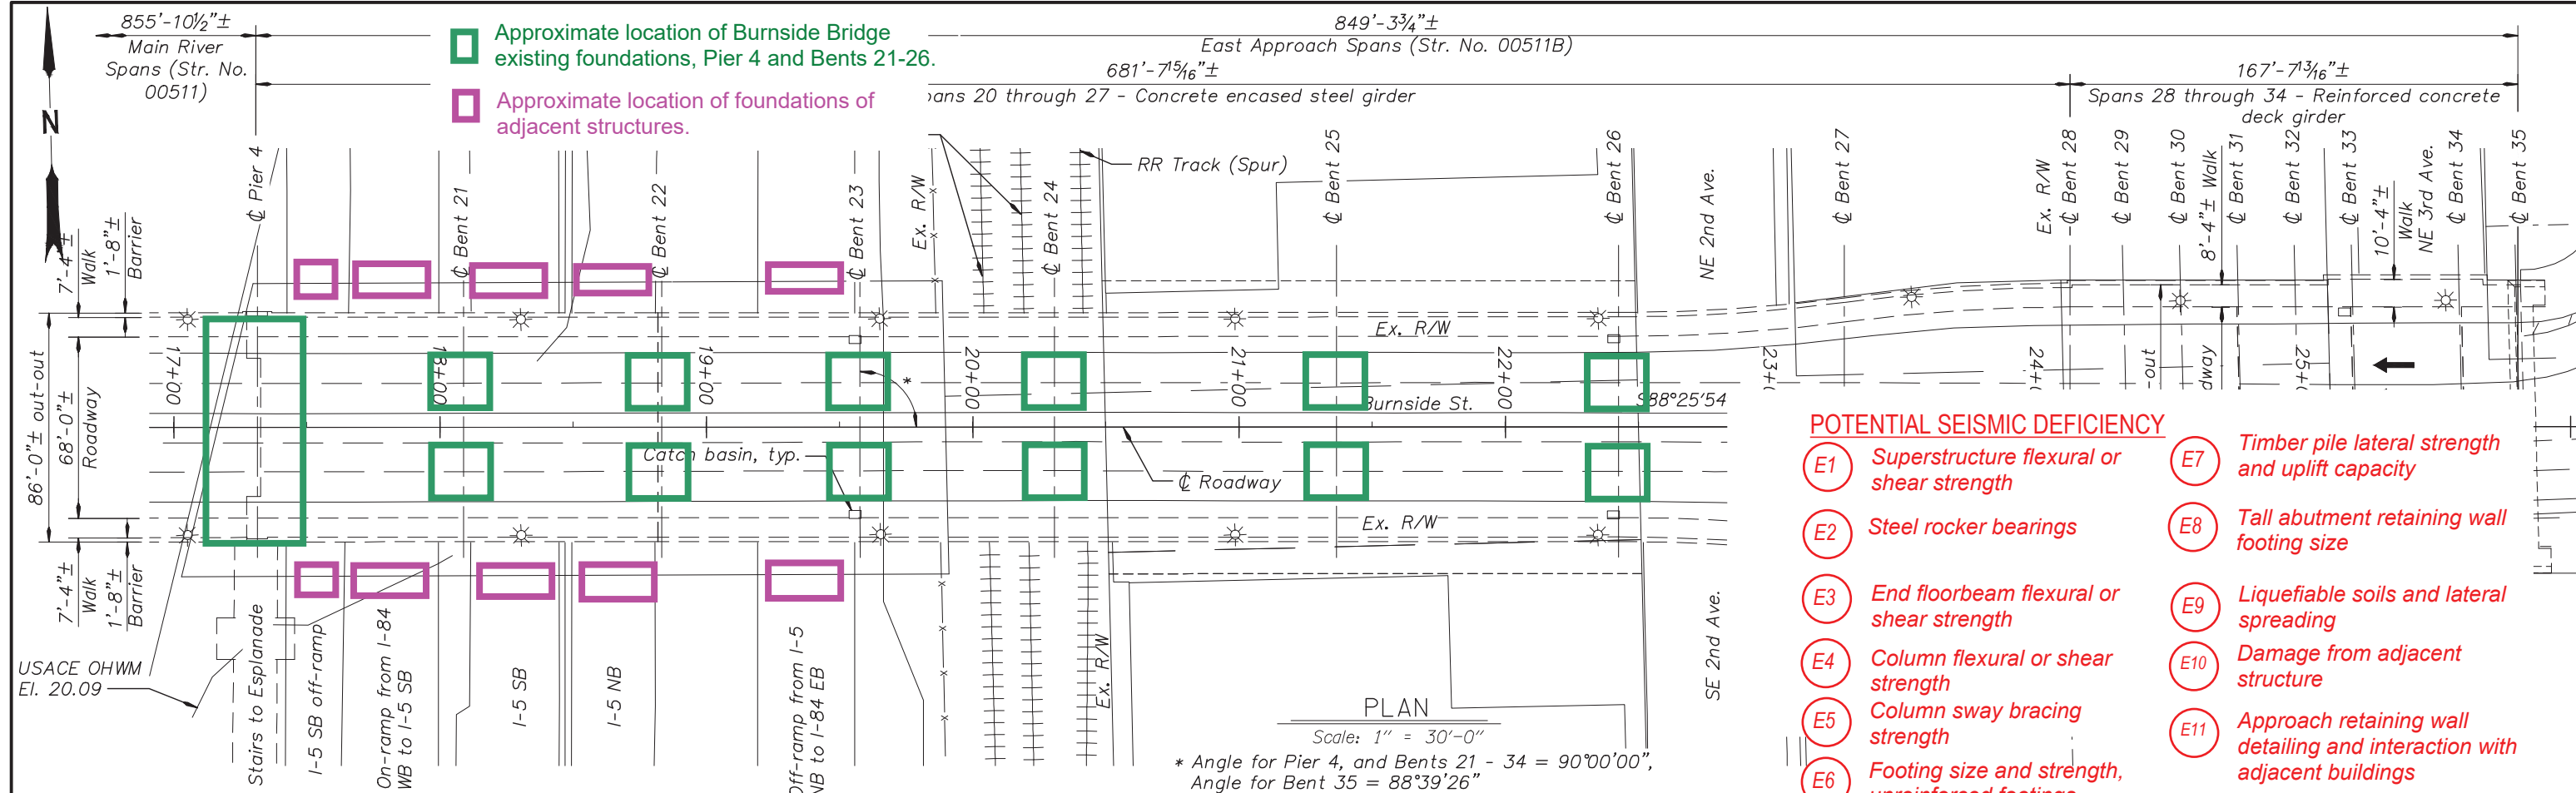 855'-10½"±
Main River
Spans (Str. No.
00511)
N
Approximate location of Burnside Bridge
existing foundations, Pier 4 and Bents 21-26.
Approximate location of foundations of
adjacent structures.
849'-3¾"±
East Approach Spans (Str. No. 00511B)
681'-7 15/16"±
ans 20 through 27 - Concrete encased steel girder
167'-7 13/16"±
Spans 28 through 34 - Reinforced concrete
deck girder
℄ Pier 4
℄ Bent 21
℄ Bent 22
℄ Bent 23
Ex. R/W
℄ Bent 24
RR Track (Spur)
℄ Bent 25
℄ Bent 26
NE 2nd Ave.
℄ Bent 27
Ex. R/W
℄ Bent 28
℄ Bent 29
℄ Bent 30
8'-4"± Walk
℄ Bent 31
℄ Bent 32
℄ Bent 33
10'-4"±
Walk
NE 3rd Ave.
℄ Bent 34
℄ Bent 35
7'-4"±
Walk
1'-8"±
Barrier
86'-0"± out-out
68'-0"±
Roadway
7'-4"±
Walk
1'-8"±
Barrier
17+00
18+00
19+00
20+00
21+00
22+00
23+
24+
25+
-out
dway
*
Ex. R/W
Burnside St.
S88°25'54
Catch basin, typ.
℄ Roadway
Ex. R/W
USACE OHWM
El. 20.09
Stairs to Esplanade
I-5 SB off-ramp
On-ramp from I-84
WB to I-5 SB
I-5 SB
I-5 NB
Off-ramp from I-5
NB to I-84 EB
Ex. R/W
SE 2nd Ave.
PLAN
Scale: 1" = 30'-0"
* Angle for Pier 4, and Bents 21 - 34 = 90°00'00",
Angle for Bent 35 = 88°39'26"
POTENTIAL SEISMIC DEFICIENCY
E1 Superstructure flexural or
shear strength
E2 Steel rocker bearings
E3 End floorbeam flexural or
shear strength
E4 Column flexural or shear
strength
E5 Column sway bracing
strength
E6 Footing size and strength,
unreinforced footings
E7 Timber pile lateral strength
and uplift capacity
E8 Tall abutment retaining wall
footing size
E9 Liquefiable soils and lateral
spreading
E10 Damage from adjacent
structure
E11 Approach retaining wall
detailing and interaction with
adjacent buildings